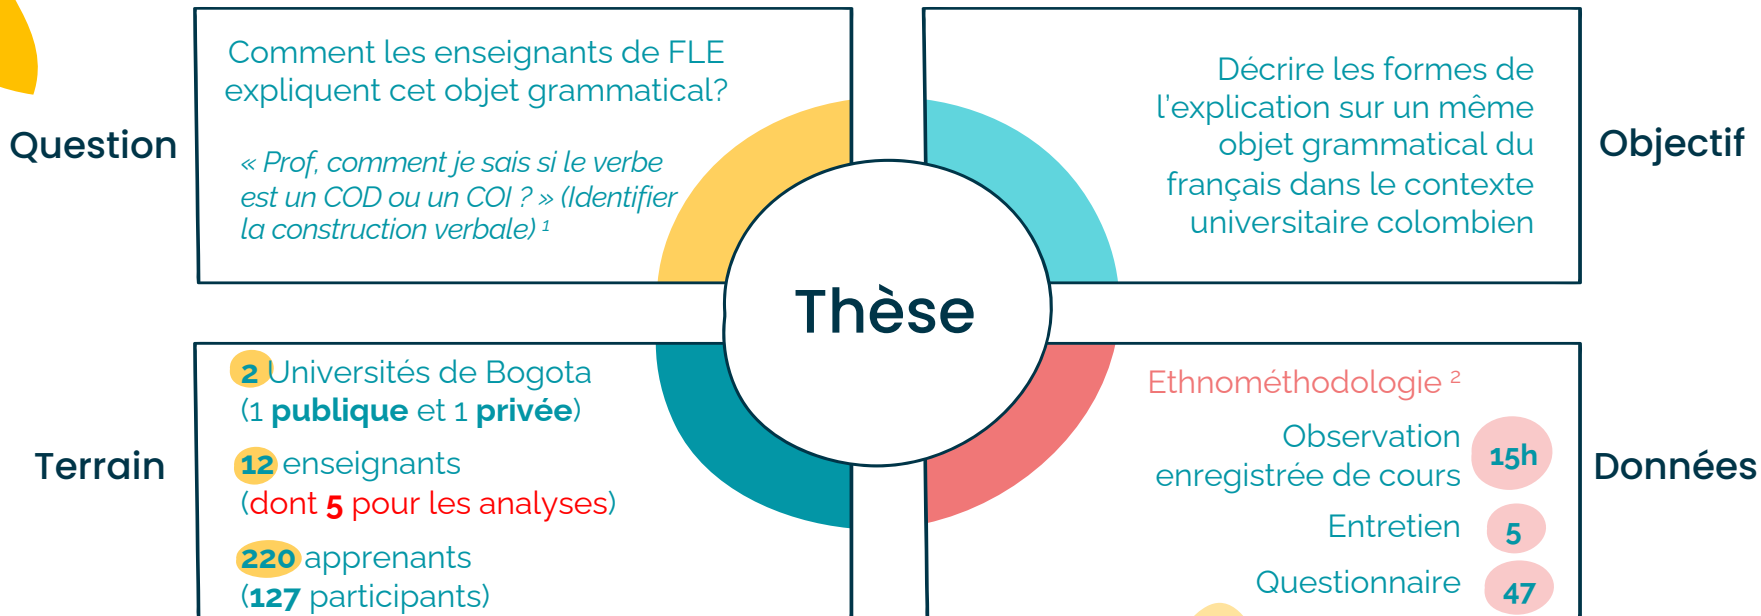 Question
Comment les enseignants de FLE
expliquent cet objet grammatical?
« Prof, comment je sais si le verbe
est un COD ou un COI ? » (Identifier
la construction verbale) ¹
Décrire les formes de
l'explication sur un même
objet grammatical du
français dans le contexte
universitaire colombien
Objectif
Thèse
Terrain
2 Universités de Bogota
(1 publique et 1 privée)
12 enseignants
(dont 5 pour les analyses)
220 apprenants
(127 participants)
Ethnométhodologie ²
Observation
enregistrée de cours
15h
Entretien 5
Questionnaire 47
Données